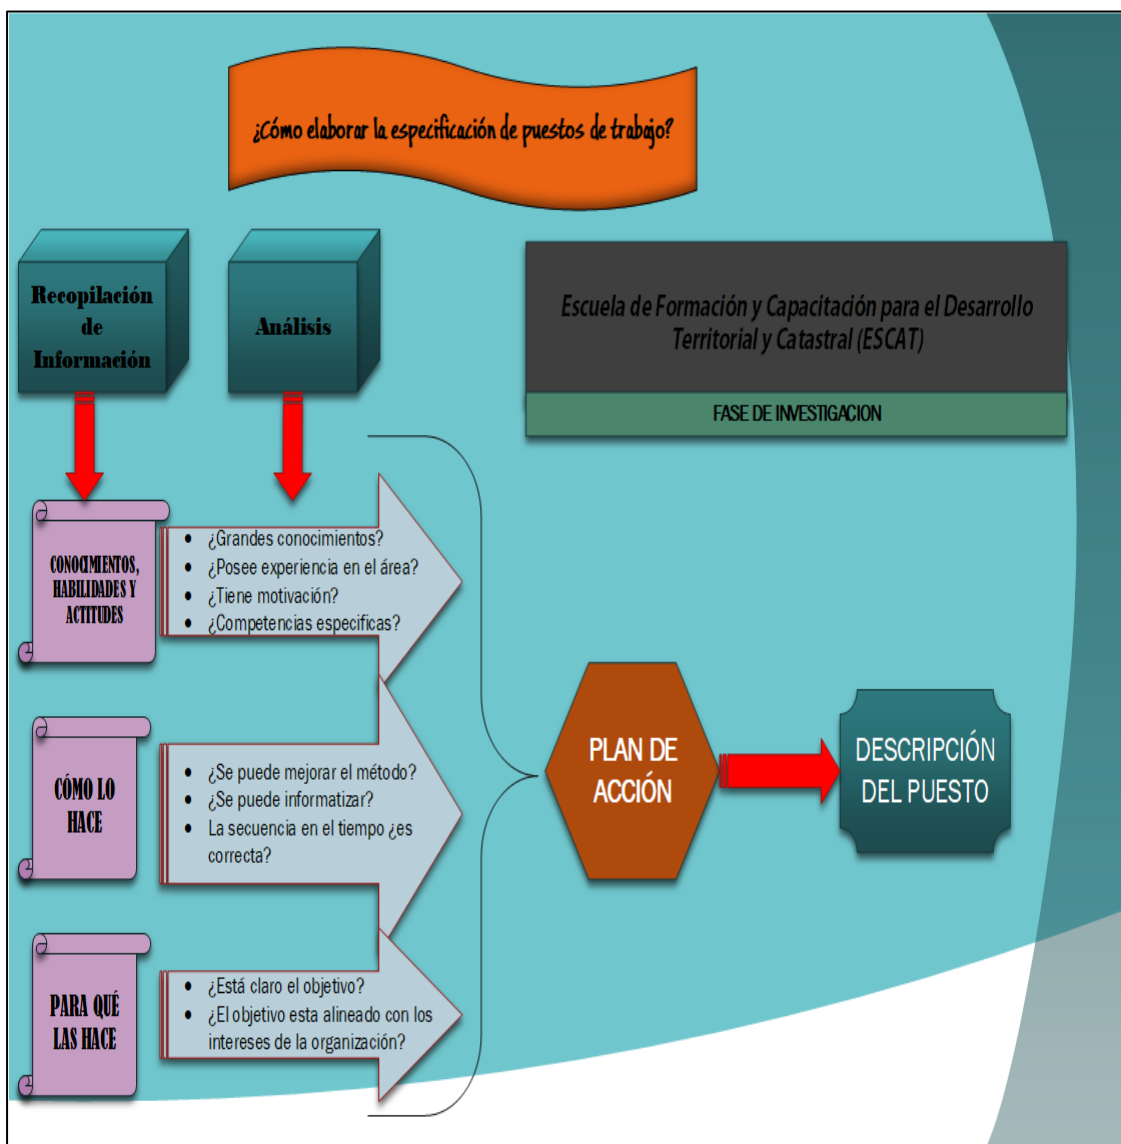 ¿Cómo elaborar la especificación de puestos de trabajo?
Recopilación
de
Información
Análisis
Escuela de Formación y Capacitación para el Desarrollo
Territorial y Catastral (ESCAT)
FASE DE INVESTIGACION
CONOCIMIENTOS,
HABILIDADES Y
ACTITUDES
• ¿Grandes conocimientos?
• ¿Posee experiencia en el área?
• ¿Tiene motivación?
• ¿Competencias especificas?
CÓMO LO
HACE
• ¿Se puede mejorar el método?
• ¿Se puede informatizar?
• La secuencia en el tiempo ¿es
correcta?
PARA QUÉ
LAS HACE
• ¿Está claro el objetivo?
• ¿El objetivo esta alineado con los
intereses de la organización?
PLAN DE
ACCIÓN
DESCRIPCIÓN
DEL PUESTO